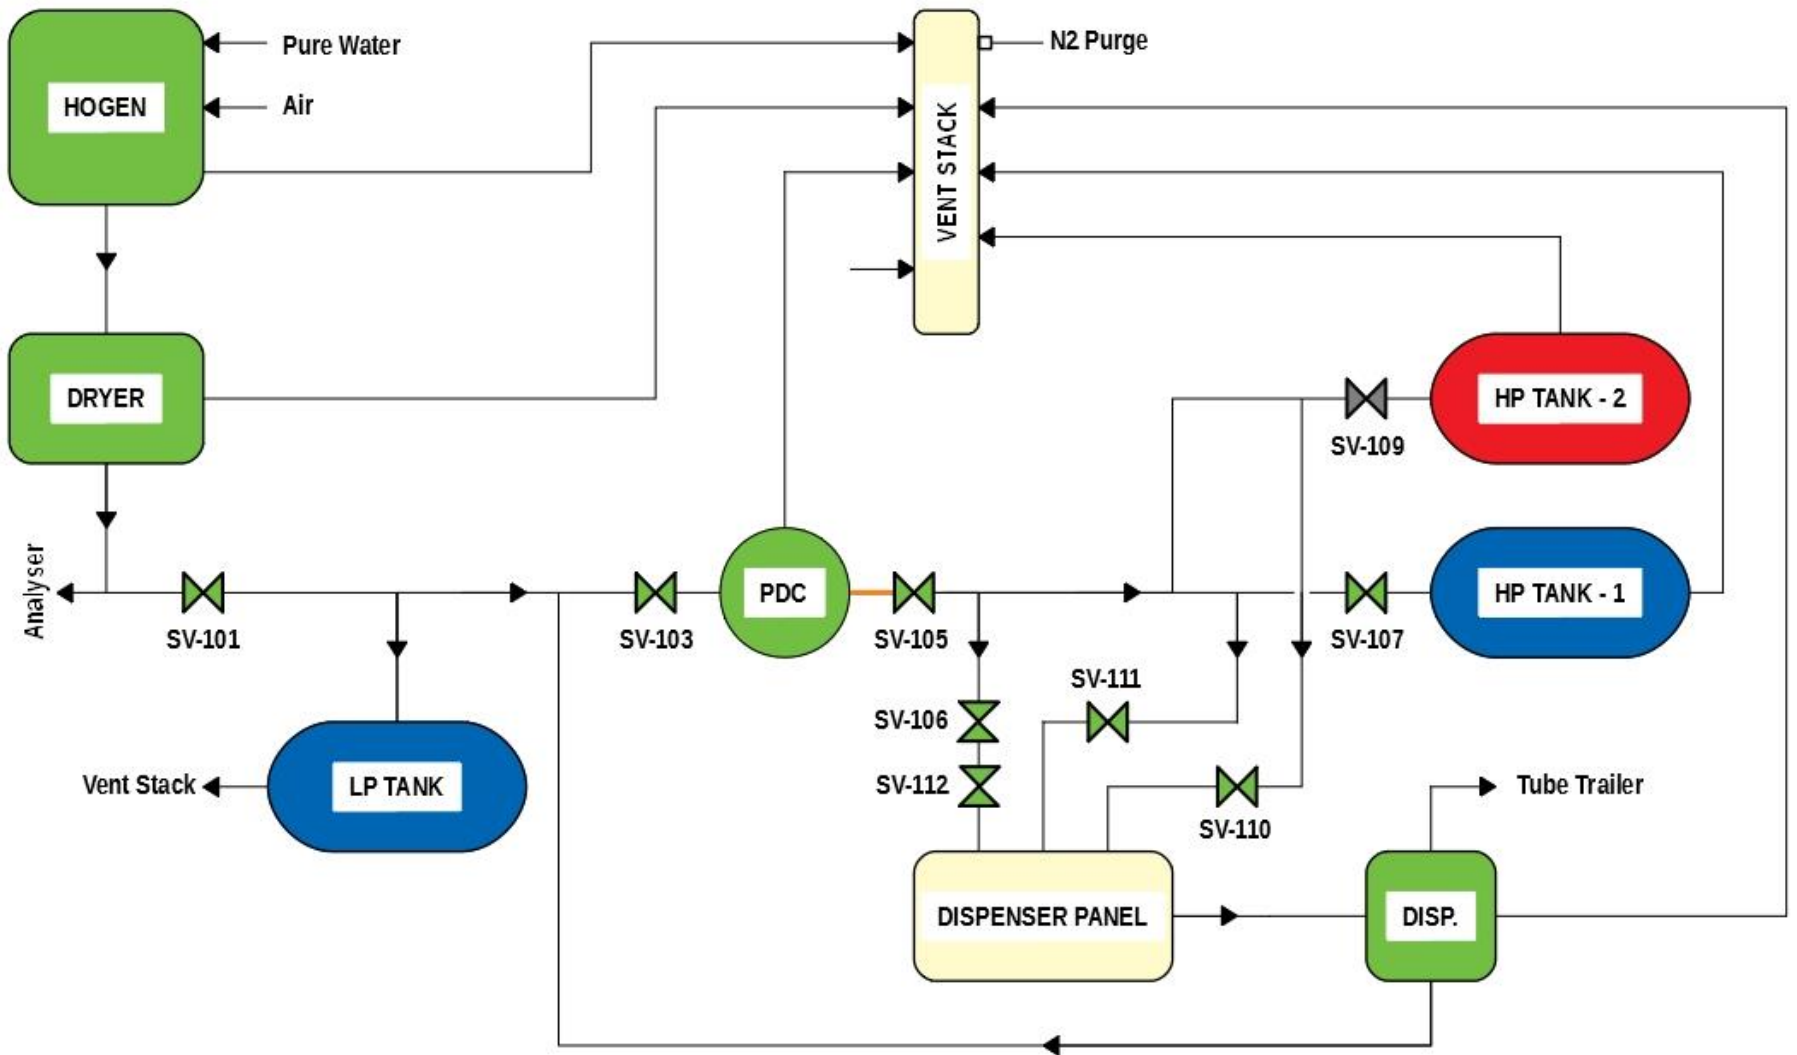 Pure Water
N2 Purge
HOGEN
Air
VENT STACK
DRYER
HP TANK - 2
SV-109
Analyser
PDC
HP TANK - 1
SV-101
SV-103
SV-105
SV-107
SV-111
SV-106
Vent Stack
LP TANK
SV-112
Tube Trailer
SV-110
DISPENSER PANEL
DISP.